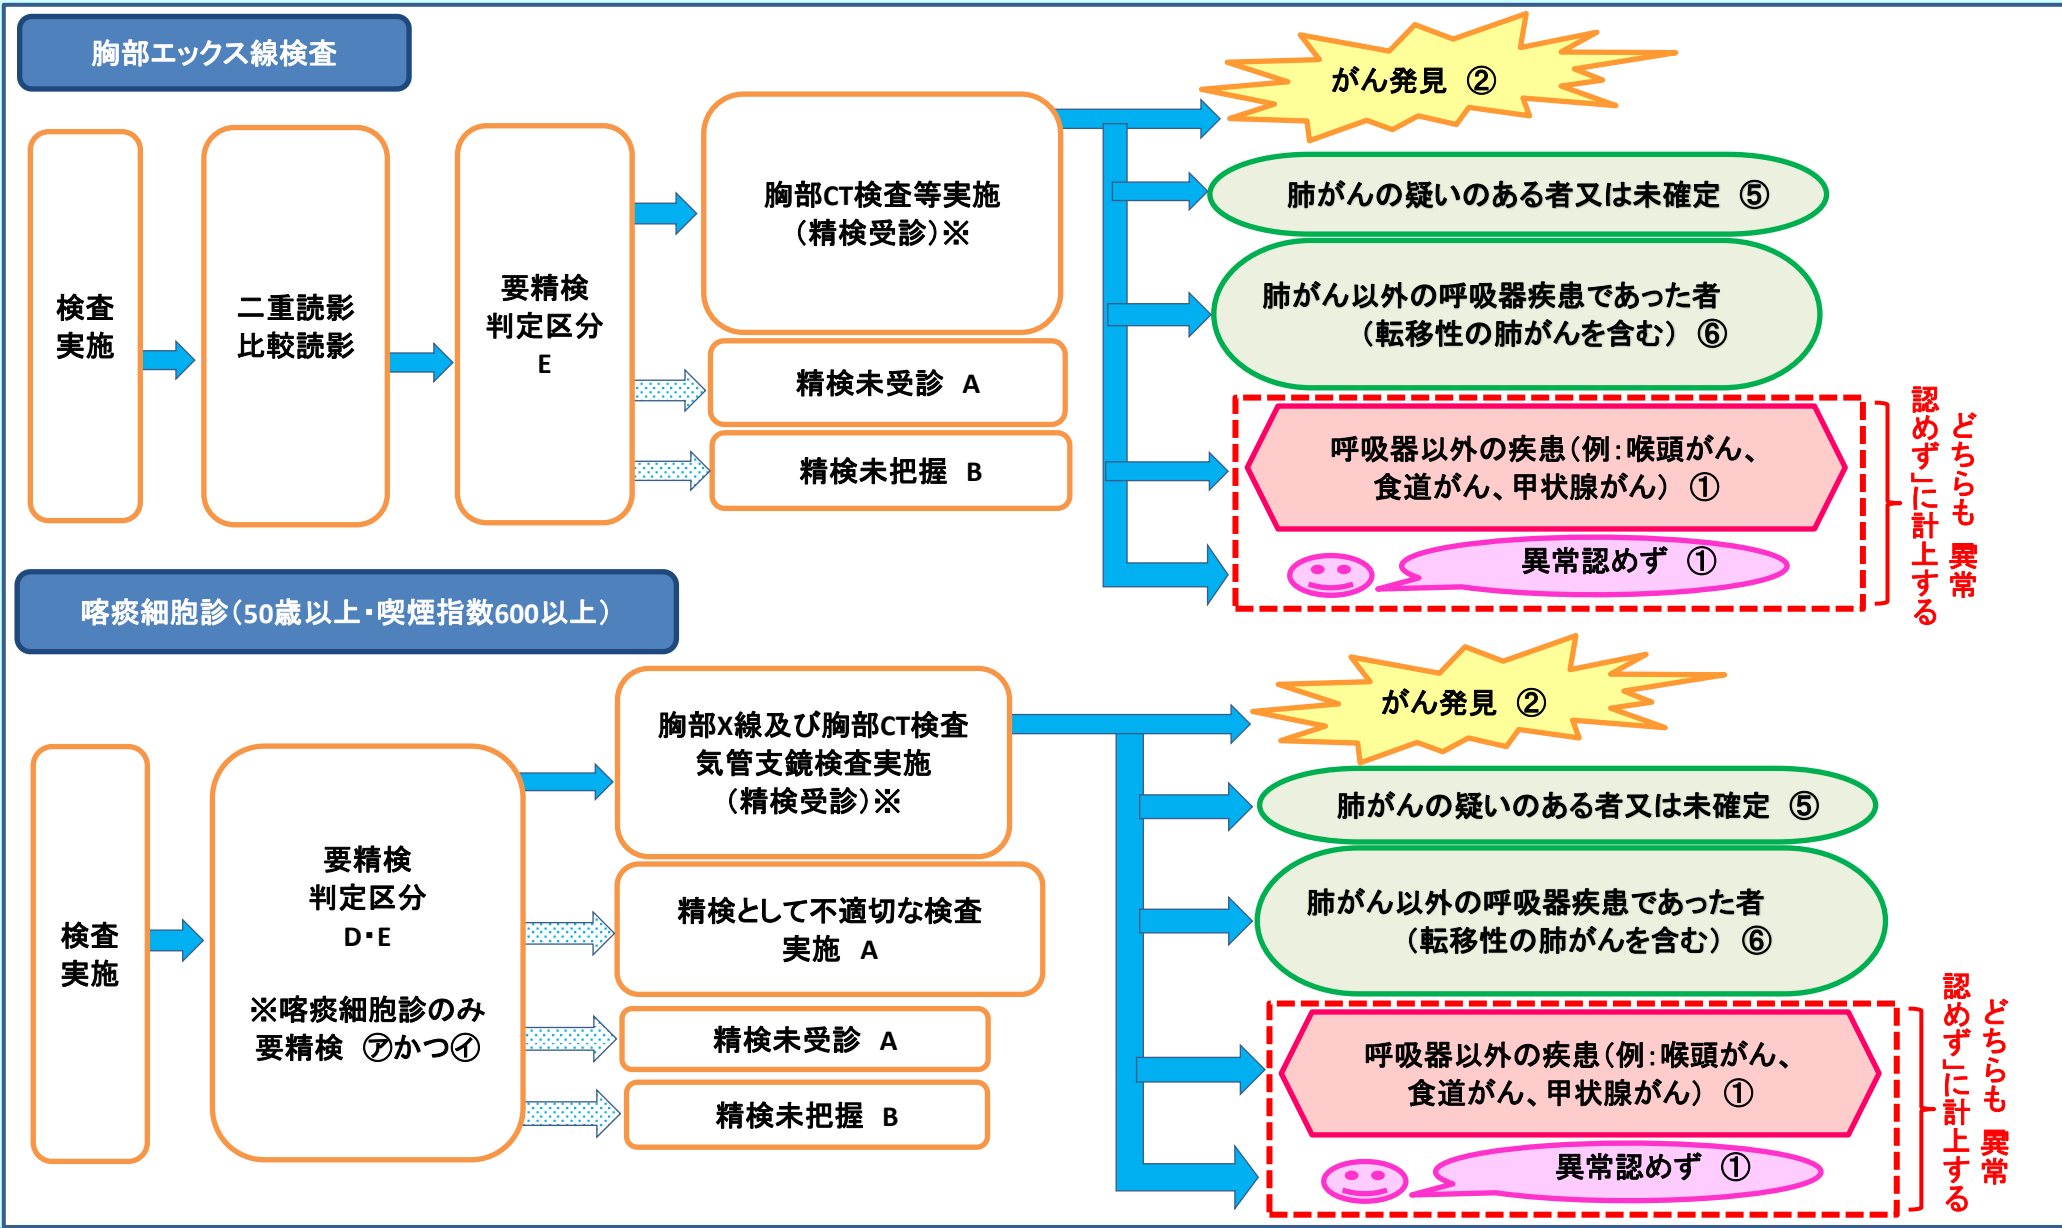 胸部エックス線検査
検査
実施
二重読影
比較読影
要精検
判定区分
E
胸部CT検査等実施
（精検受診）※
精検未受診 A
精検未把握 B
がん発見 ②
肺がんの疑いのある者又は未確定 ⑤
肺がん以外の呼吸器疾患であった者
（転移性の肺がんを含む） ⑥
呼吸器以外の疾患（例：喉頭がん、
食道がん、甲状腺がん） ①
異常認めず ①
どちらも 異常
認めず」に計上する
喀痰細胞診（50歳以上・喫煙指数600以上）
検査
実施
要精検
判定区分
D・E
※喀痰細胞診のみ
要精検 ㋐かつ㋑
胸部X線及び胸部CT検査
気管支鏡検査実施
（精検受診）※
精検として不適切な検査
実施 A
精検未受診 A
精検未把握 B
がん発見 ②
肺がんの疑いのある者又は未確定 ⑤
肺がん以外の呼吸器疾患であった者
（転移性の肺がんを含む） ⑥
呼吸器以外の疾患（例：喉頭がん、
食道がん、甲状腺がん） ①
異常認めず ①
どちらも 異常
認めず」に計上する